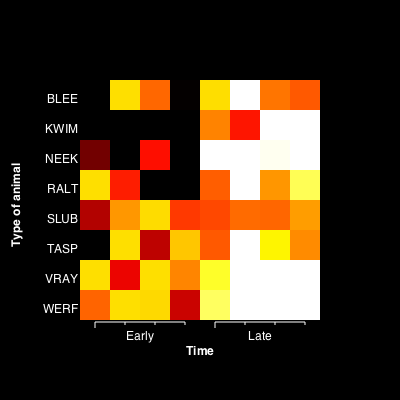 BLEE
KWIM
NEEK
RALT
SLUB
TASP
VRAY
WERF
Type of animal
Early Late
Time